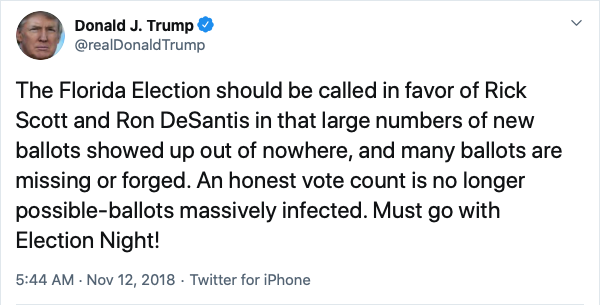 Donald J. Trump
@realDonaldTrump
The Florida Election should be called in favor of Rick
Scott and Ron DeSantis in that large numbers of new
ballots showed up out of nowhere, and many ballots are
missing or forged. An honest vote count is no longer
possible-ballots massively infected. Must go with
Election Night!
5:44 AM · Nov 12, 2018 · Twitter for iPhone